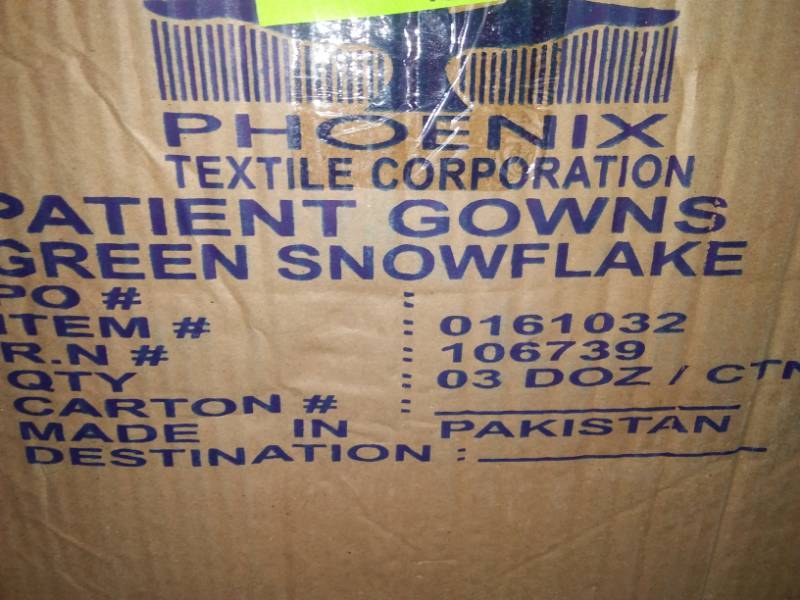 PHOENIX
TEXTILE CORPORATION
PATIENT GOWNS
GREEN SNOWFLAKE
PO # :
ITEM # : 0161032
R.N # : 106739
QTY : 03 DOZ / CTN
CARTON # :
MADE IN PAKISTAN
DESTINATION :